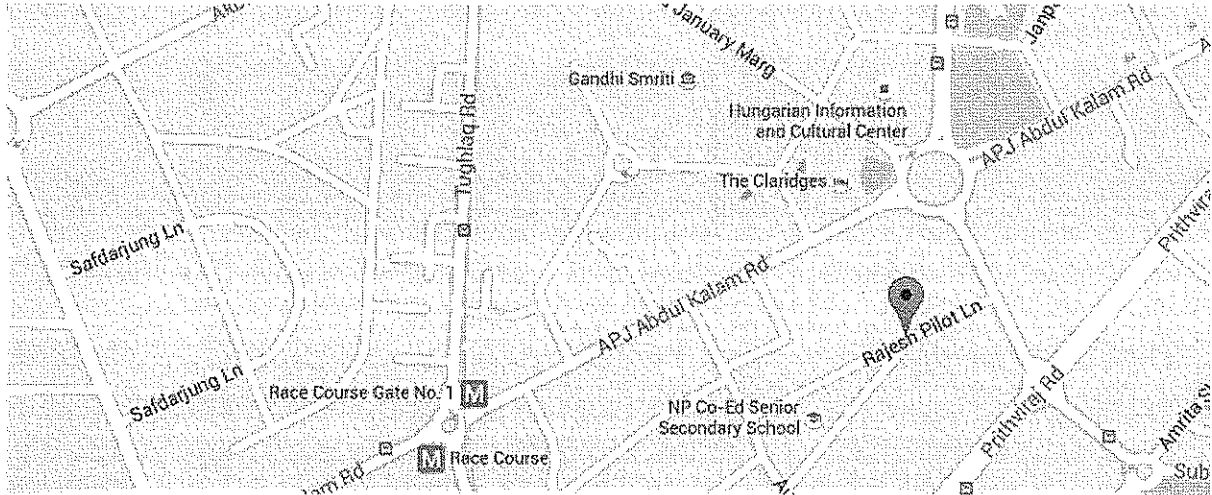 January Marg
Gandhi Smriti
Hungarian Information
and Cultural Center
APJ Abdul Kalam Rd
Tughlaq Rd
The Claridges
Safdarjung Ln
APJ Abdul Kalam Rd
Rajesh Pilot Ln
Safdarjung Ln
Race Course Gate No. 1
M
NP Co-Ed Senior
Secondary School
Prithviraj Rd
M Race Course